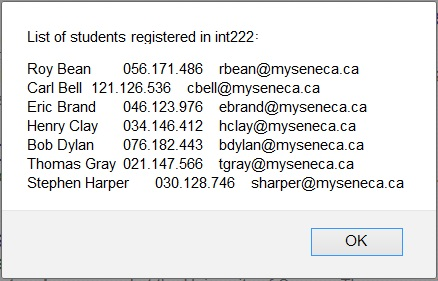 List of students registered in int222:
Roy Bean 056.171.486 rbean@myseneca.ca
Carl Bell 121.126.536 cbell@myseneca.ca
Eric Brand 046.123.976 ebrand@myseneca.ca
Henry Clay 034.146.412 hclay@myseneca.ca
Bob Dylan 076.182.443 bdylan@myseneca.ca
Thomas Gray 021.147.566 tgray@myseneca.ca
Stephen Harper 030.128.746 sharper@myseneca.ca
OK